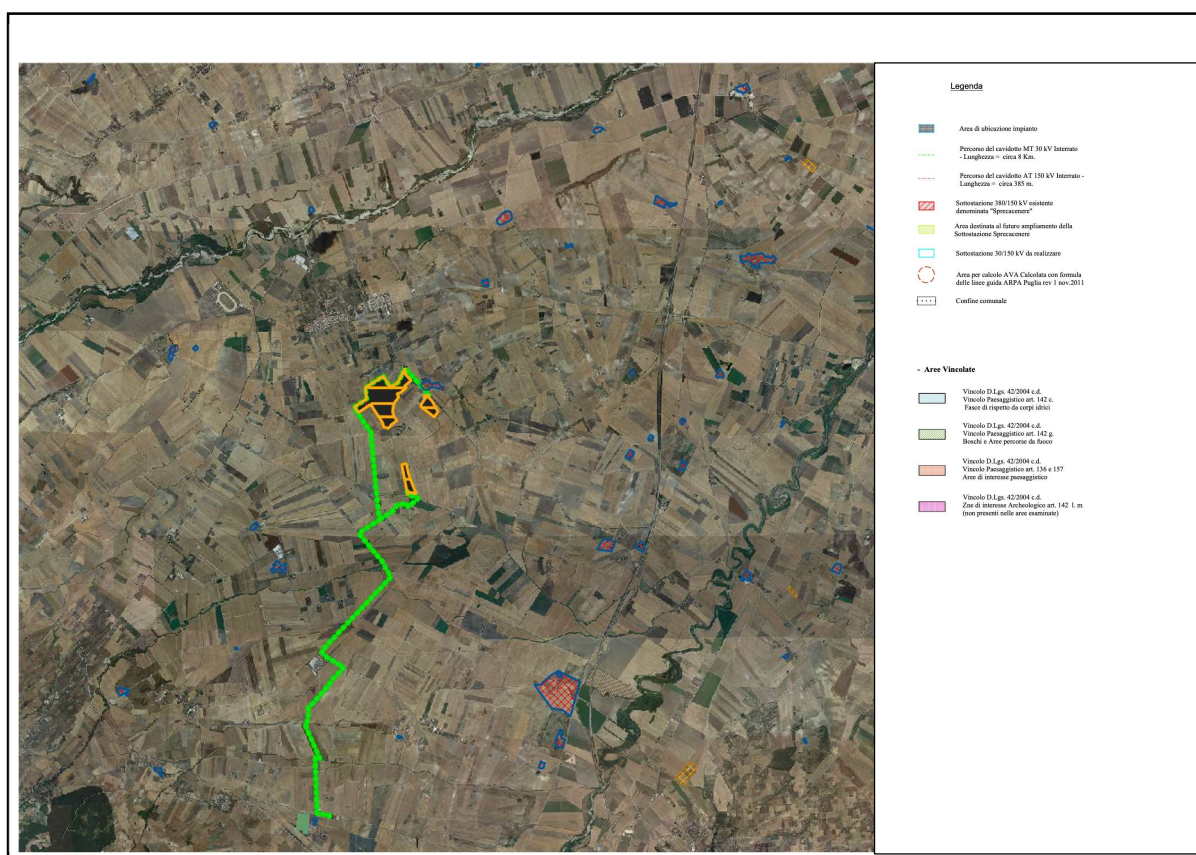 Legenda
Area di ubicazione impianto
Percorso del cavidotto MT 30 kV Interrato
- Lunghezza = circa 8 Km.
Percorso del cavidotto AT 150 kV Interrato -
Lunghezza = circa 385 m.
Sottostazione 380/150 kV esistente
denominata "Sprecacenere"
Area destinata al futuro ampliamento della
Sottostazione Sprecacenere
Sottostazione 30/150 kV da realizzare
Area per calcolo AVA Calcolata con formula
delle linee guida ARPA Puglia rev 1 nov.2011
Confine comunale
- Aree Vincolate
Vincolo D.Lgs. 42/2004 c.d.
Vincolo Paesaggistico art. 142 c.
Fasce di rispetto da corpi idrici
Vincolo D.Lgs. 42/2004 c.d.
Vincolo Paesaggistico art. 142 g.
Boschi e Aree percorse da fuoco
Vincolo D.Lgs. 42/2004 c.d.
Vincolo Paesaggistico art. 136 e 157
Aree di interesse paesaggistico
Vincolo D.Lgs. 42/2004 c.d.
Zne di interesse Archeologico art. 142 l. m
(non presenti nelle aree esaminate)